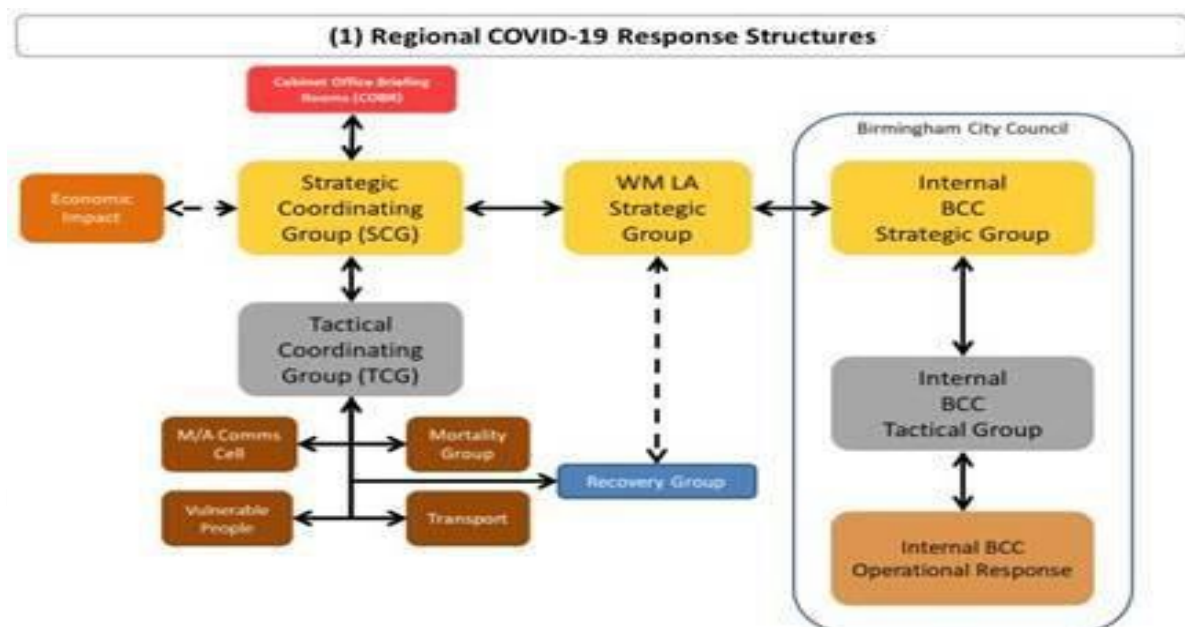 (1) Regional COVID-19 Response Structures
Cabinet Office Briefing
Rooms (COBR)
Birmingham City Council
Economic
Impact
Strategic
Coordinating
Group (SCG)
WM LA
Strategic
Group
Internal
BCC
Strategic Group
Tactical
Coordinating
Group (TCG)
Internal
BCC
Tactical Group
M/A Comms
Cell
Mortality
Group
Recovery Group
Vulnerable
People
Transport
Internal BCC
Operational Response